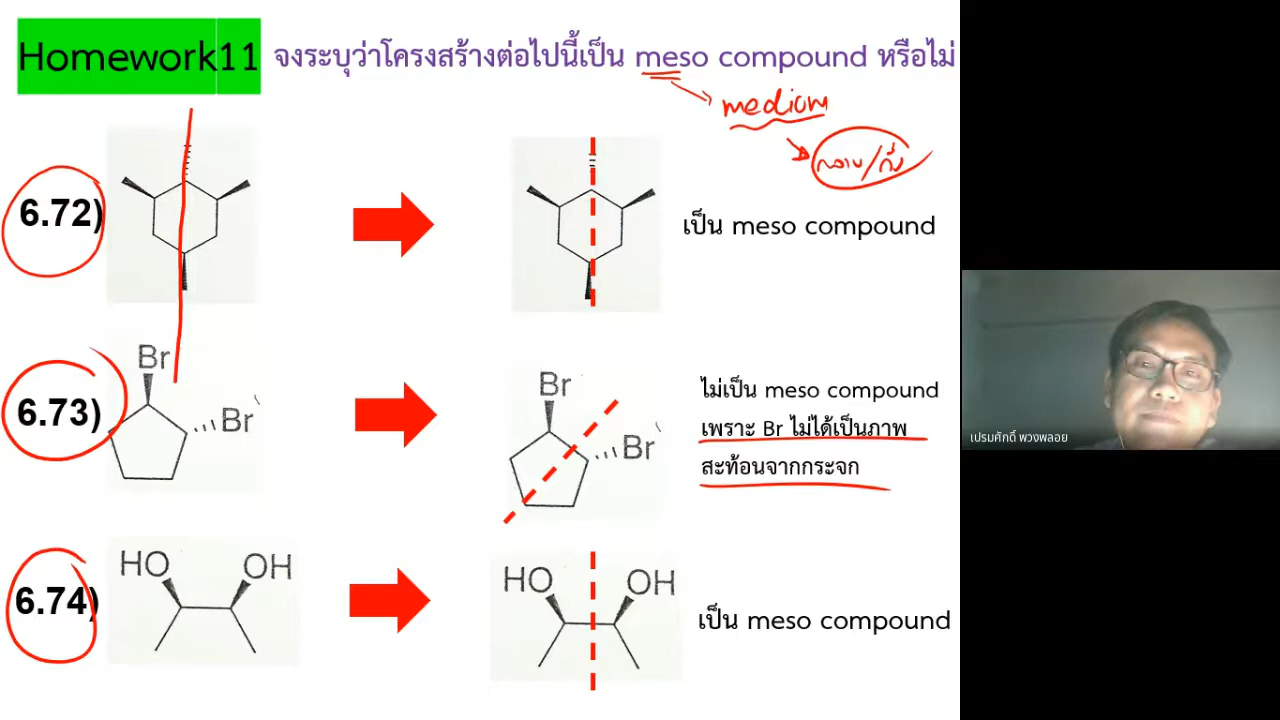 Homework11 จงระบุว่าโครงสร้างต่อไปนี้เป็น meso compound หรือไม่
medium
กลาง/กึ่ง
6.72)
เป็น meso compound
6.73)
Br
Br
Br
Br
ไม่เป็น meso compound
เพราะ Br ไม่ได้เป็นภาพ
สะท้อนจากกระจก
เปรมศักดิ์ พวงพลอย
6.74)
HO OH
HO OH
เป็น meso compound